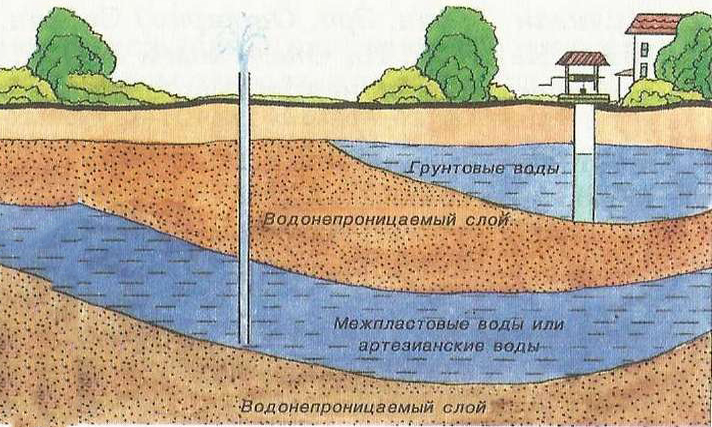 Грунтовые воды
Водонепроницаемый слой
Межпластовые воды или
артезианские воды
Водонепроницаемый слой